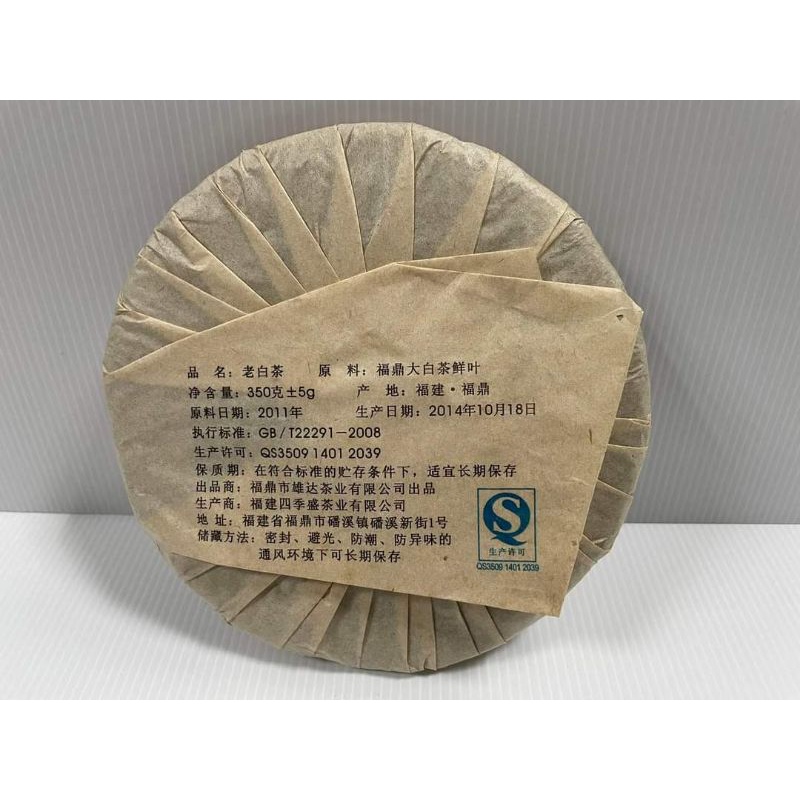 品 名：老白茶 原 料：福鼎大白茶鲜叶
净含量：350克±5g 产 地：福建·福鼎
原料日期：2011年 生产日期：2014年10月18日
执行标准：GB/T22291—2008
生产许可：QS3509 1401 2039
保质期：在符合标准的贮存条件下，适宜长期保存
出品商：福鼎市雄达茶业有限公司出品
生产商：福建四季盛茶业有限公司
地 址：福建省福鼎市磻溪镇磻溪新街1号
储藏方法：密封、避光、防潮、防异味的
通风环境下可长期保存
QS
生产许可
QS3509 1401 2039